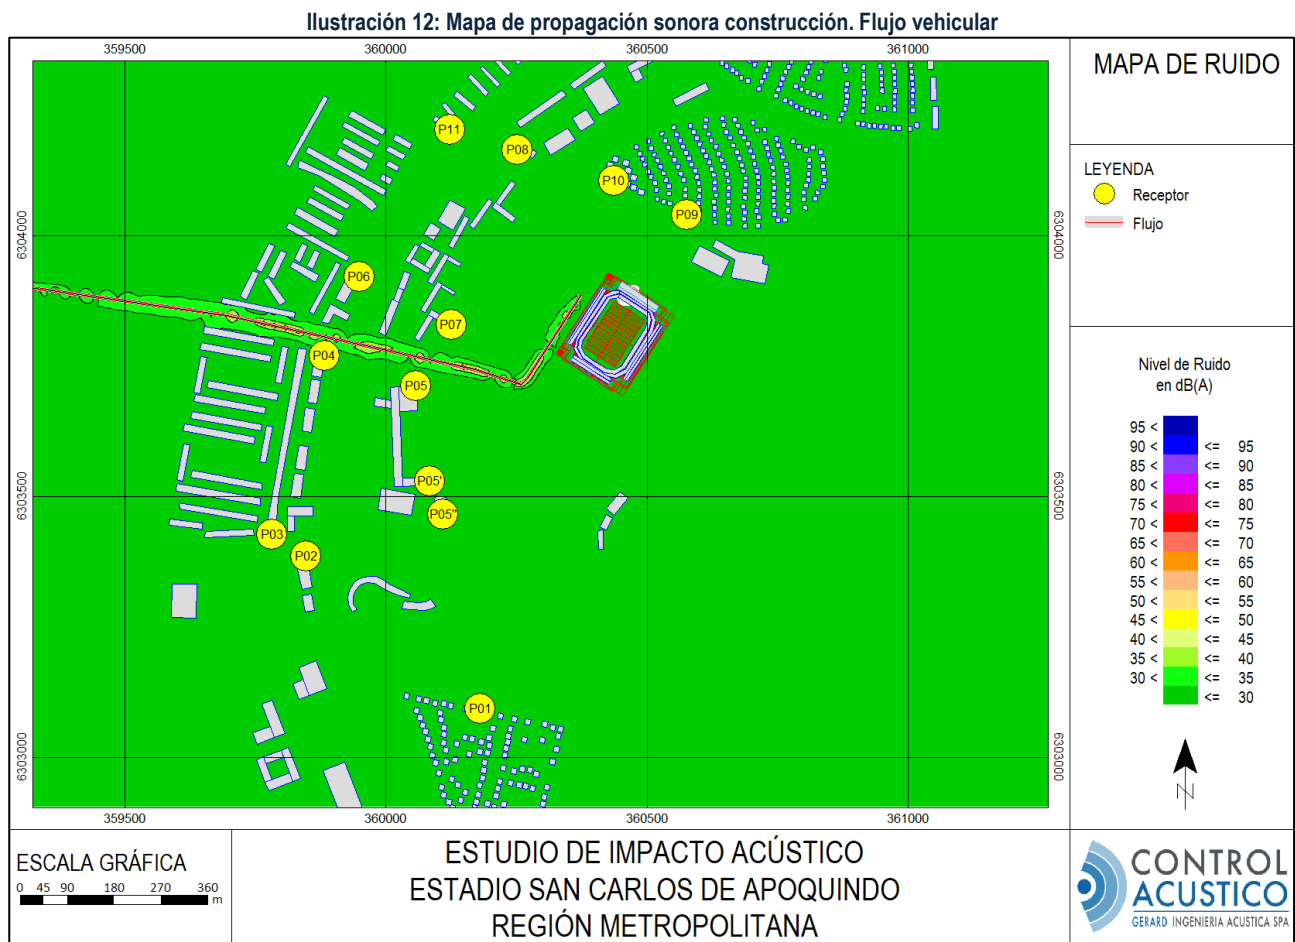 Ilustración 12: Mapa de propagación sonora construcción. Flujo vehicular
359500 360000 360500 361000
MAPA DE RUIDO
LEYENDA
Receptor
Flujo
P11
P08
P10
P09
6304000 6304000
P06
P07
P04
P05
P05'
6303500 6303500
P05''
P03
P02
P01
6303000 6303000
359500 360000 360500 361000
Nivel de Ruido
en dB(A)
95 <
90 < <= 95
85 < <= 90
80 < <= 85
75 < <= 80
70 < <= 75
65 < <= 70
60 < <= 65
55 < <= 60
50 < <= 55
45 < <= 50
40 < <= 45
35 < <= 40
30 < <= 35
<= 30
N
ESCALA GRÁFICA
0 45 90 180 270 360
m
ESTUDIO DE IMPACTO ACÚSTICO
ESTADIO SAN CARLOS DE APOQUINDO
REGIÓN METROPOLITANA
CONTROL
ACUSTICO
GERARD INGENIERIA ACUSTICA SPA